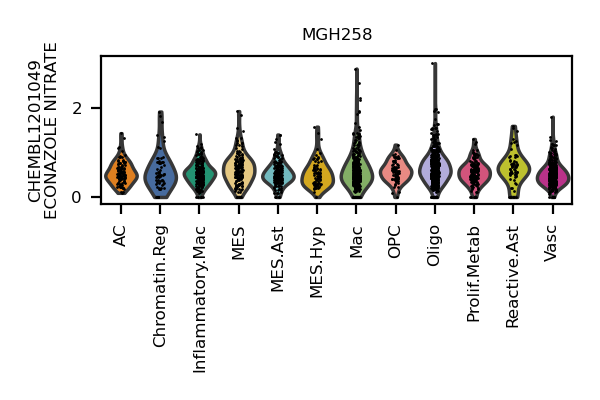 MGH258
CHEMBL1201049
ECONAZOLE NITRATE
2
0
AC
Chromatin.Reg
Inflammatory.Mac
MES
MES.Ast
MES.Hyp
Mac
OPC
Oligo
Prolif.Metab
Reactive.Ast
Vasc